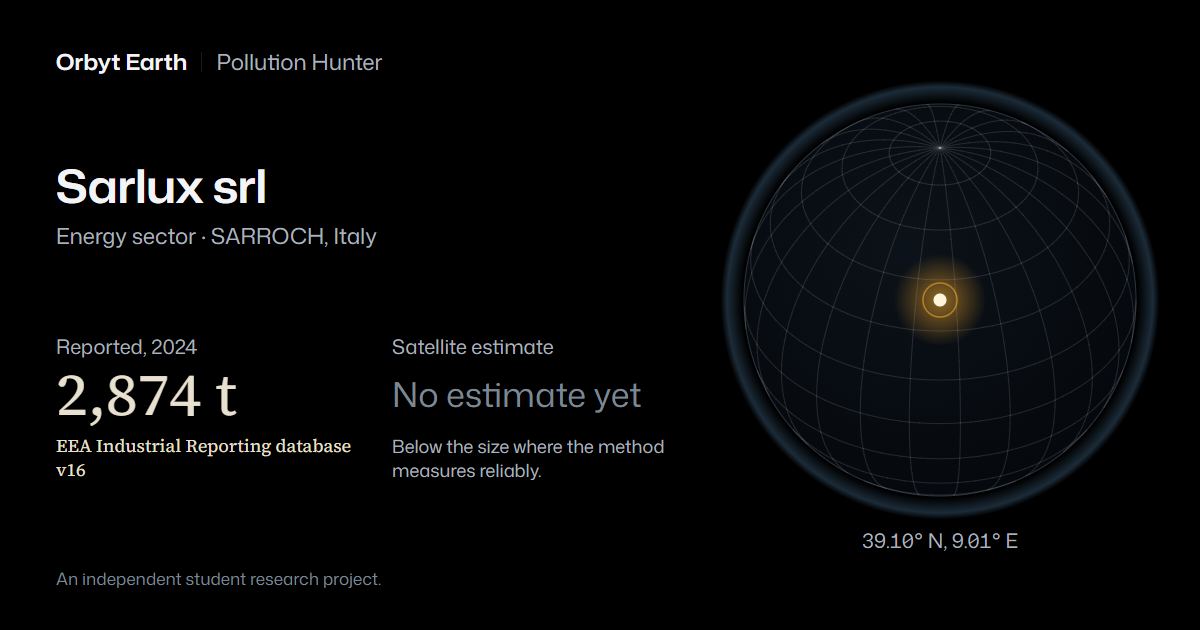 Orbyt Earth | Pollution Hunter
Sarlux srl
Energy sector · SARROCH, Italy
Reported, 2024
2,874 t
EEA Industrial Reporting database
v16
Satellite estimate
No estimate yet
Below the size where the method
measures reliably.
39.10° N, 9.01° E
An independent student research project.